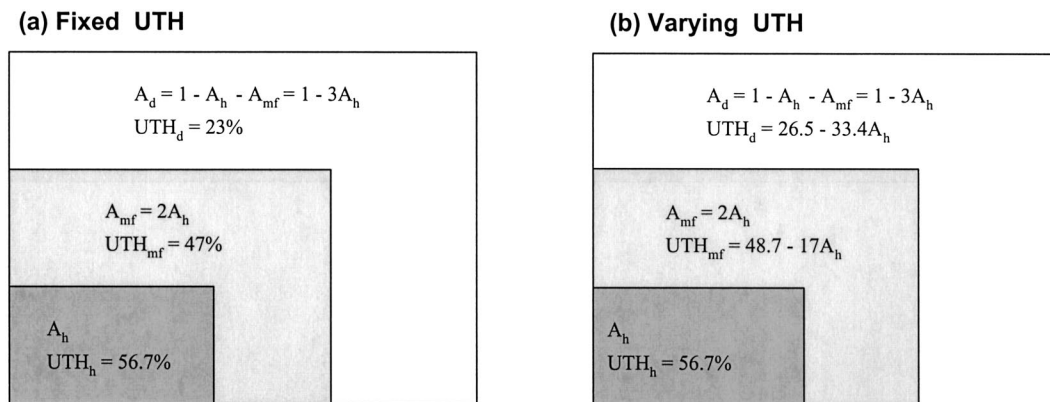 (a) Fixed UTH
A_d = 1 - A_h - A_mf = 1 - 3A_h
UTH_d = 23%
A_mf = 2A_h
UTH_mf = 47%
A_h
UTH_h = 56.7%
(b) Varying UTH
A_d = 1 - A_h - A_mf = 1 - 3A_h
UTH_d = 26.5 - 33.4A_h
A_mf = 2A_h
UTH_mf = 48.7 - 17A_h
A_h
UTH_h = 56.7%